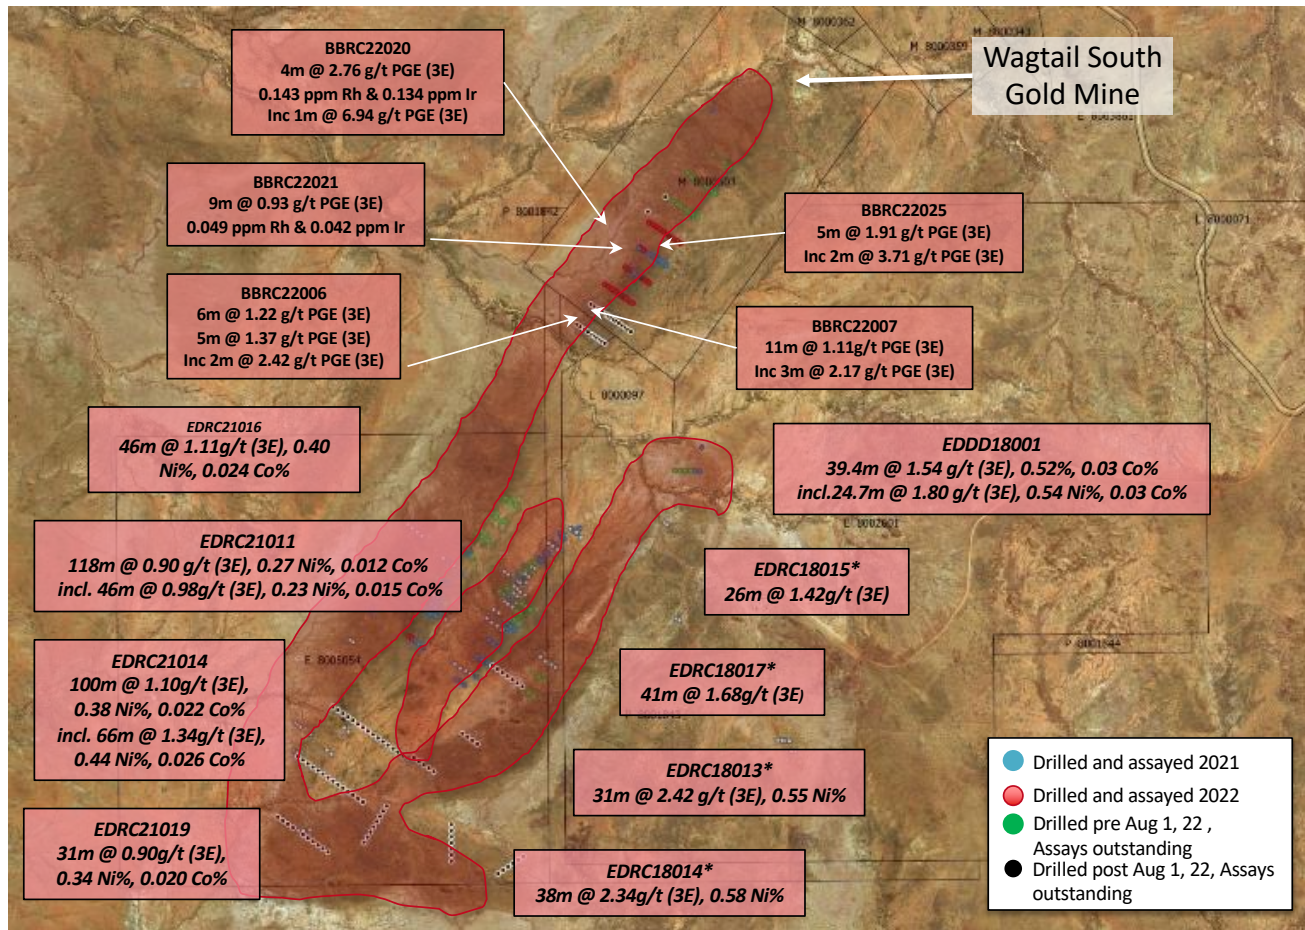 M 8000362
M 8000359
M 8000343
Wagtail South
Gold Mine
BBRC22020
4m @ 2.76 g/t PGE (3E)
0.143 ppm Rh & 0.134 ppm Ir
Inc 1m @ 6.94 g/t PGE (3E)
BBRC22021
9m @ 0.93 g/t PGE (3E)
0.049 ppm Rh & 0.042 ppm Ir
BBRC22025
5m @ 1.91 g/t PGE (3E)
Inc 2m @ 3.71 g/t PGE (3E)
L 8000071
BBRC22006
6m @ 1.22 g/t PGE (3E)
5m @ 1.37 g/t PGE (3E)
Inc 2m @ 2.42 g/t PGE (3E)
BBRC22007
11m @ 1.11g/t PGE (3E)
Inc 3m @ 2.17 g/t PGE (3E)
L 8000097
EDRC21016
46m @ 1.11g/t (3E), 0.40
Ni%, 0.024 Co%
EDDD18001
39.4m @ 1.54 g/t (3E), 0.52%, 0.03 Co%
incl.24.7m @ 1.80 g/t (3E), 0.54 Ni%, 0.03 Co%
EDRC21011
118m @ 0.90 g/t (3E), 0.27 Ni%, 0.012 Co%
incl. 46m @ 0.98g/t (3E), 0.23 Ni%, 0.015 Co%
EDRC18015*
26m @ 1.42g/t (3E)
EDRC21014
100m @ 1.10g/t (3E),
0.38 Ni%, 0.022 Co%
incl. 66m @ 1.34g/t (3E),
0.44 Ni%, 0.026 Co%
E 8005654
EDRC18017*
41m @ 1.68g/t (3E)
EDRC18013*
31m @ 2.42 g/t (3E), 0.55 Ni%
EDRC21019
31m @ 0.90g/t (3E),
0.34 Ni%, 0.020 Co%
EDRC18014*
38m @ 2.34g/t (3E), 0.58 Ni%
Drilled and assayed 2021
Drilled and assayed 2022
Drilled pre Aug 1, 22 ,
Assays outstanding
Drilled post Aug 1, 22, Assays
outstanding